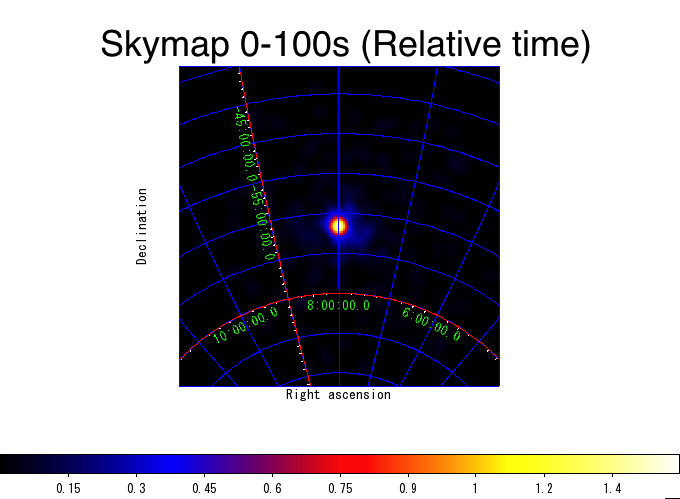 Skymap 0-100s (Relative time)
-45:00:00.0
-55:00:00.0
Declination
10:00:00.0 8:00:00.0 6:00:00.0
Right ascension
0.15 0.3 0.45 0.6 0.75 0.9 1 1.2 1.4